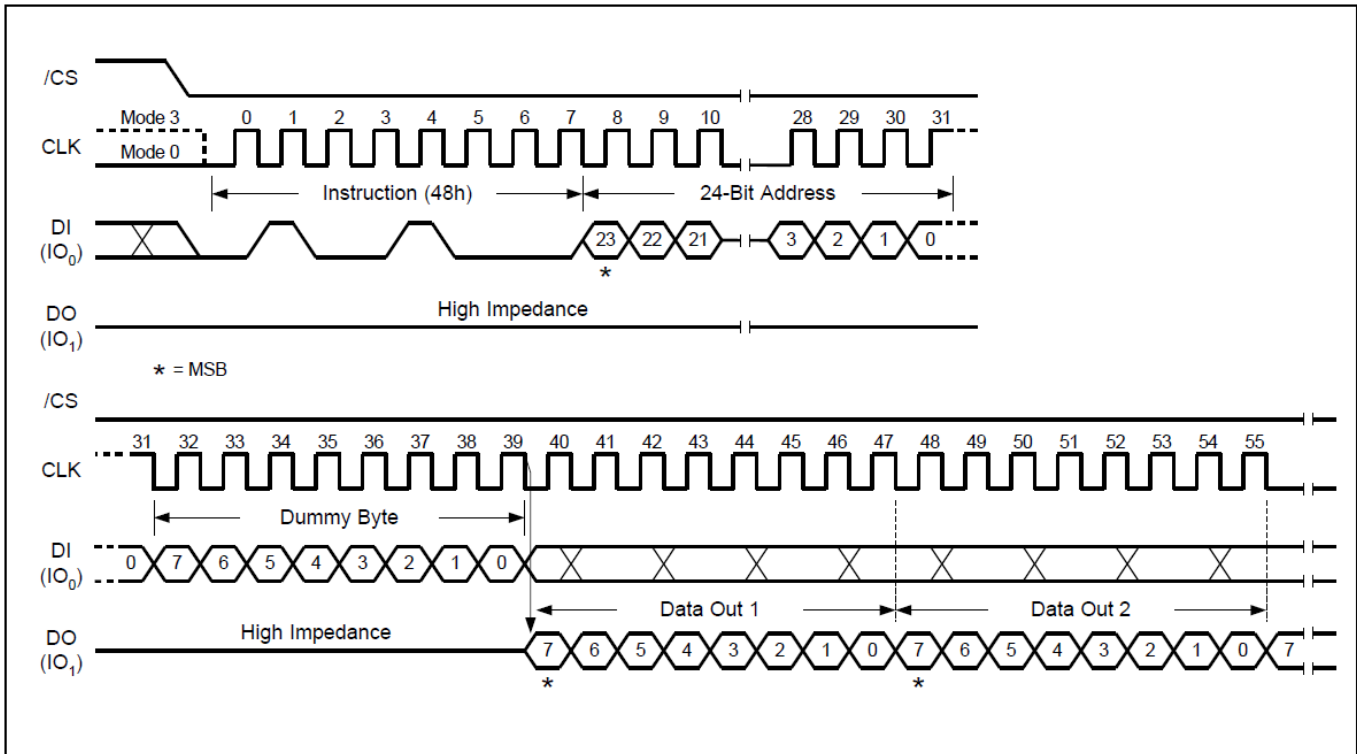 /CS
Mode 3 0 1 2 3 4 5 6 7 8 9 10 28 29 30 31
CLK
Mode 0
Instruction (48h) 24-Bit Address
DI
(IO0) 23 22 21 3 2 1 0
*
DO High Impedance
(IO1)
* = MSB
/CS
31 32 33 34 35 36 37 38 39 40 41 42 43 44 45 46 47 48 49 50 51 52 53 54 55
CLK
Dummy Byte
DI
(IO0) 0 7 6 5 4 3 2 1 0
Data Out 1 Data Out 2
DO High Impedance
(IO1) 7 6 5 4 3 2 1 0 7 6 5 4 3 2 1 0 7
* *